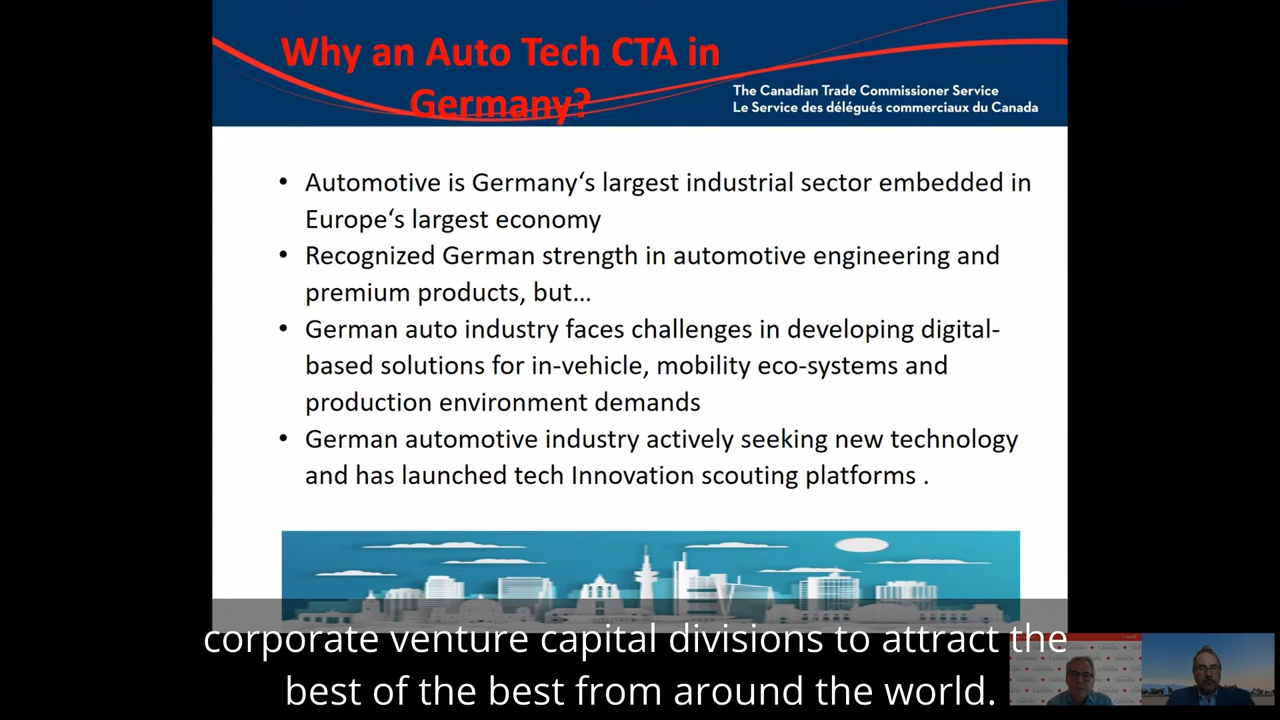 Why an Auto Tech CTA in
Germany?
The Canadian Trade Commissioner Service
Le Service des délégués commerciaux du Canada
• Automotive is Germany‘s largest industrial sector embedded in
Europe‘s largest economy
• Recognized German strength in automotive engineering and
premium products, but…
• German auto industry faces challenges in developing digital-
based solutions for in-vehicle, mobility eco-systems and
production environment demands
• German automotive industry actively seeking new technology
and has launched tech Innovation scouting platforms .
corporate venture capital divisions to attract the
best of the best from around the world.